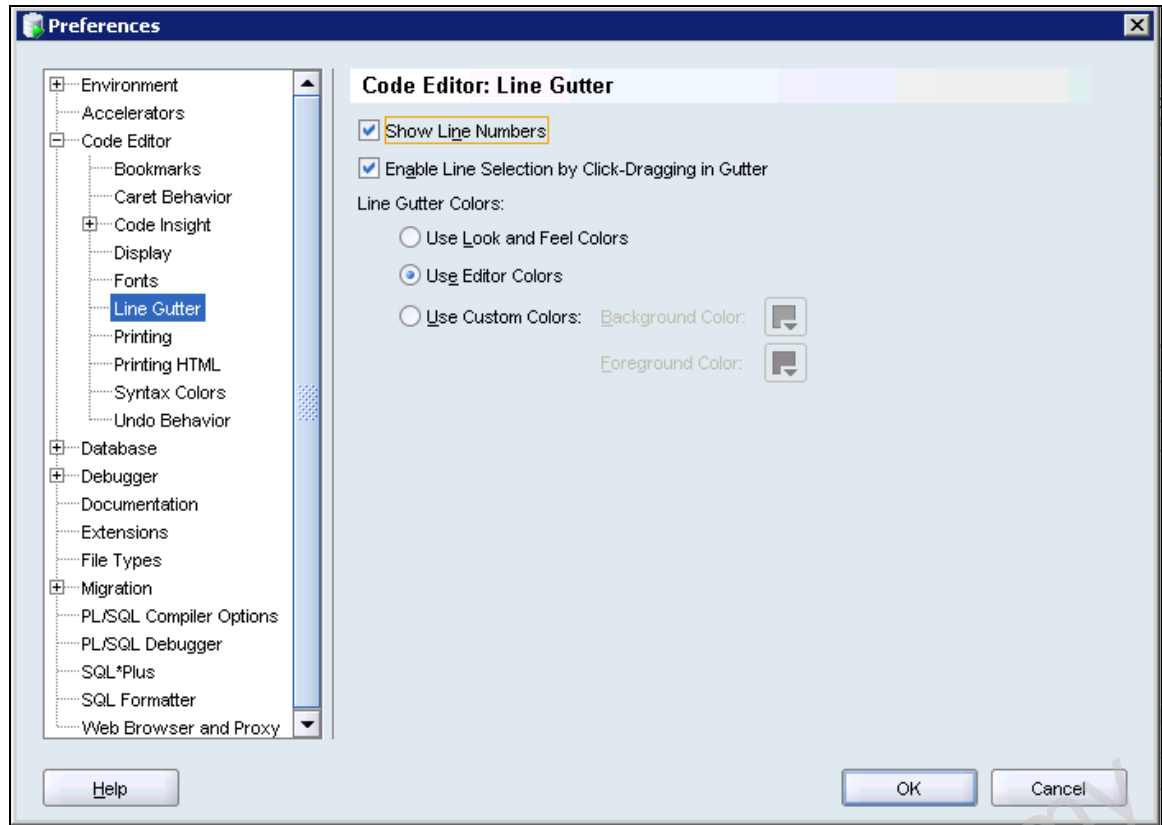 Preferences
Environment
Accelerators
Code Editor
Bookmarks
Caret Behavior
Code Insight
Display
Fonts
Line Gutter
Printing
Printing HTML
Syntax Colors
Undo Behavior
Database
Debugger
Documentation
Extensions
File Types
Migration
PL/SQL Compiler Options
PL/SQL Debugger
SQL*Plus
SQL Formatter
Web Browser and Proxy
Code Editor: Line Gutter
Show Line Numbers
Enable Line Selection by Click-Dragging in Gutter
Line Gutter Colors:
Use Look and Feel Colors
Use Editor Colors
Use Custom Colors: Background Color:
Foreground Color:
Help
OK
Cancel